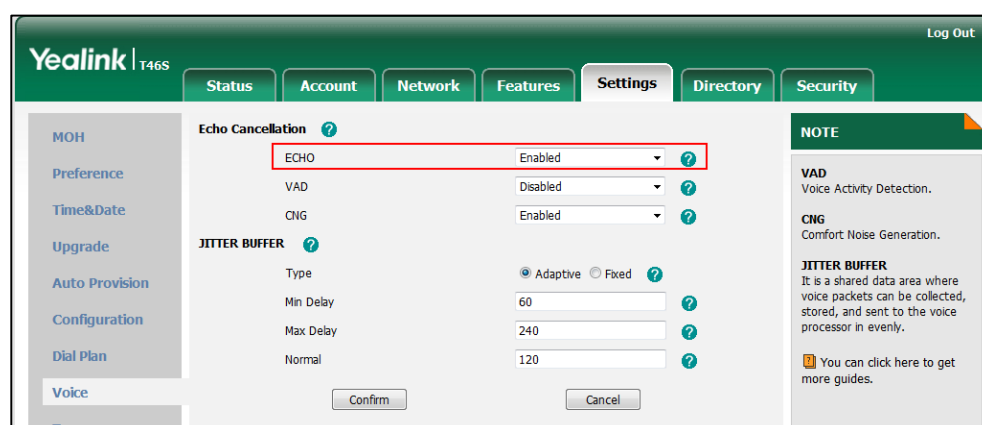 Log Out
Yealink | T46S
Status Account Network Features Settings Directory Security
MOH
Preference
Time&Date
Upgrade
Auto Provision
Configuration
Dial Plan
Voice
Echo Cancellation ?
ECHO Enabled ?
VAD Disabled ?
CNG Enabled ?
JITTER BUFFER ?
Type Adaptive Fixed ?
Min Delay 60 ?
Max Delay 240 ?
Normal 120 ?
Confirm Cancel
NOTE
VAD
Voice Activity Detection.
CNG
Comfort Noise Generation.
JITTER BUFFER
It is a shared data area where
voice packets can be collected,
stored, and sent to the voice
processor in evenly.
? You can click here to get
more guides.